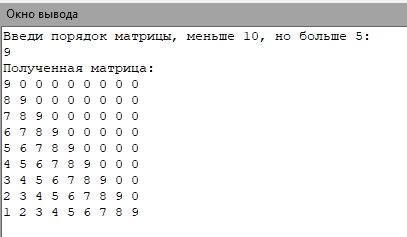 Окно вывода
Введи порядок матрицы, меньше 10, но больше 5:
9
Полученная матрица:
9 0 0 0 0 0 0 0 0
8 9 0 0 0 0 0 0 0
7 8 9 0 0 0 0 0 0
6 7 8 9 0 0 0 0 0
5 6 7 8 9 0 0 0 0
4 5 6 7 8 9 0 0 0
3 4 5 6 7 8 9 0 0
2 3 4 5 6 7 8 9 0
1 2 3 4 5 6 7 8 9